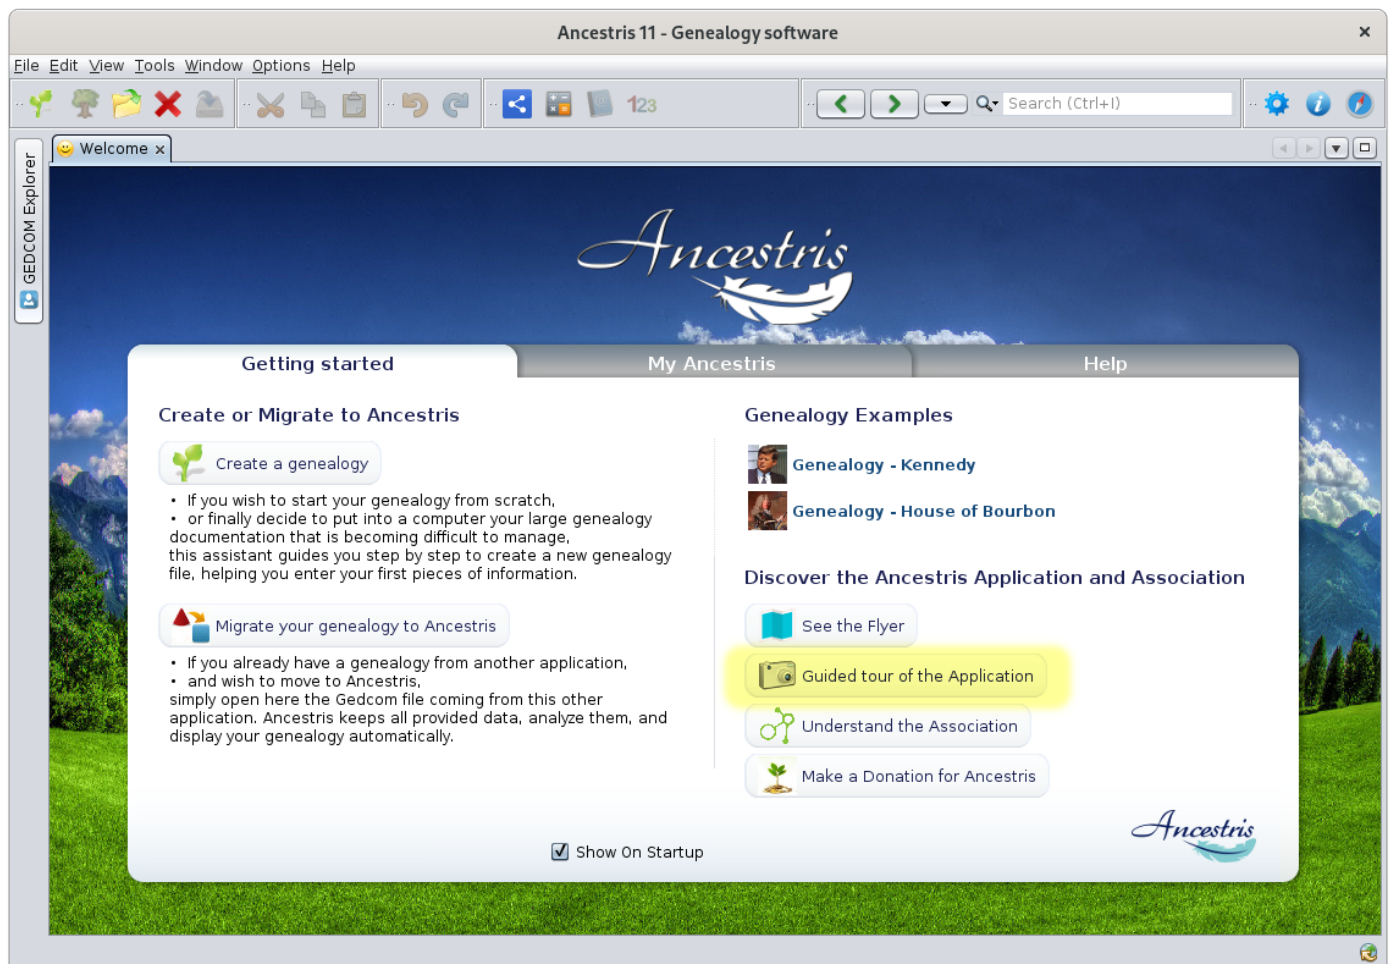 Ancestris 11 - Genealogy software
File Edit View Tools Window Options Help
123
Search (Ctrl+I)
Welcome
GEDCOM Explorer
Ancestris
Getting started
My Ancestris
Help
Create or Migrate to Ancestris
Create a genealogy
• If you wish to start your genealogy from scratch,
• or finally decide to put into a computer your large genealogy
documentation that is becoming difficult to manage,
this assistant guides you step by step to create a new genealogy
file, helping you enter your first pieces of information.
Migrate your genealogy to Ancestris
• If you already have a genealogy from another application,
• and wish to move to Ancestris,
simply open here the Gedcom file coming from this other
application. Ancestris keeps all provided data, analyze them, and
display your genealogy automatically.
Genealogy Examples
Genealogy - Kennedy
Genealogy - House of Bourbon
Discover the Ancestris Application and Association
See the Flyer
Guided tour of the Application
Understand the Association
Make a Donation for Ancestris
Ancestris
Show On Startup